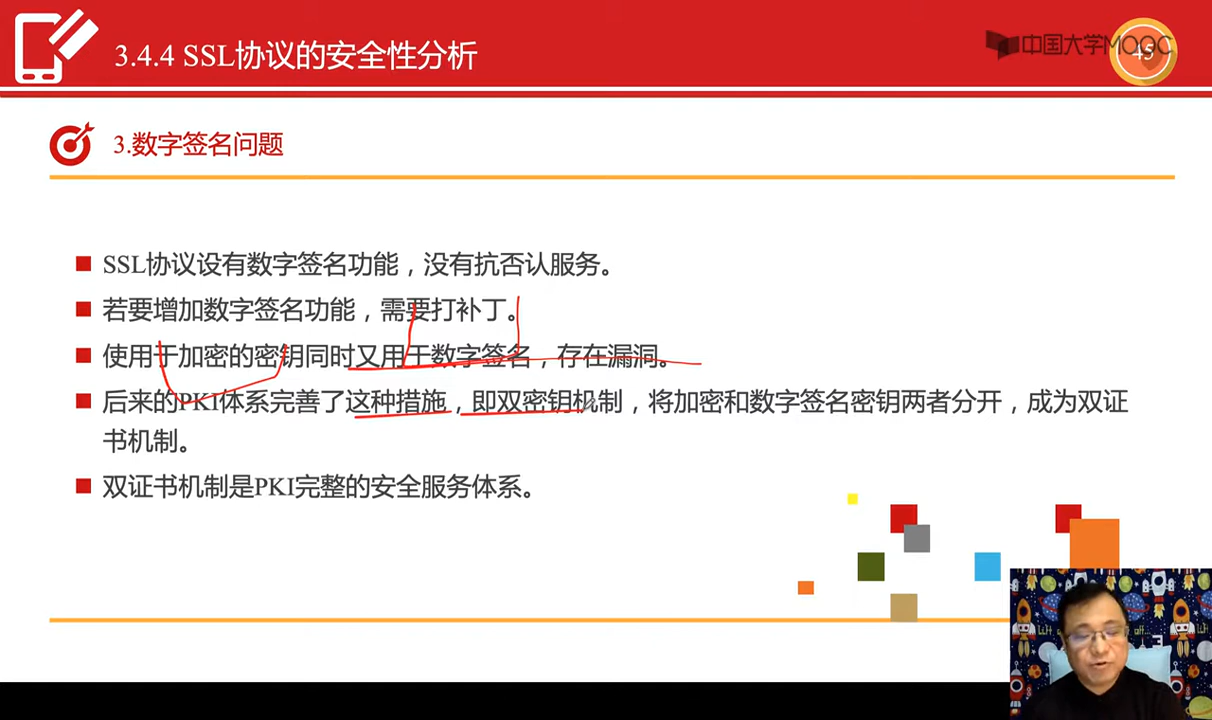 3.4.4 SSL协议的安全性分析
中国大学MOOC
45
3.数字签名问题
SSL协议设有数字签名功能，没有抗否认服务。
若要增加数字签名功能，需要打补丁。
使用于加密的密钥同时又用于数字签名，存在漏洞。
后来的PKI体系完善了这种措施，即双密钥机制，将加密和数字签名密钥两者分开，成为双证
书机制。
双证书机制是PKI完整的安全服务体系。